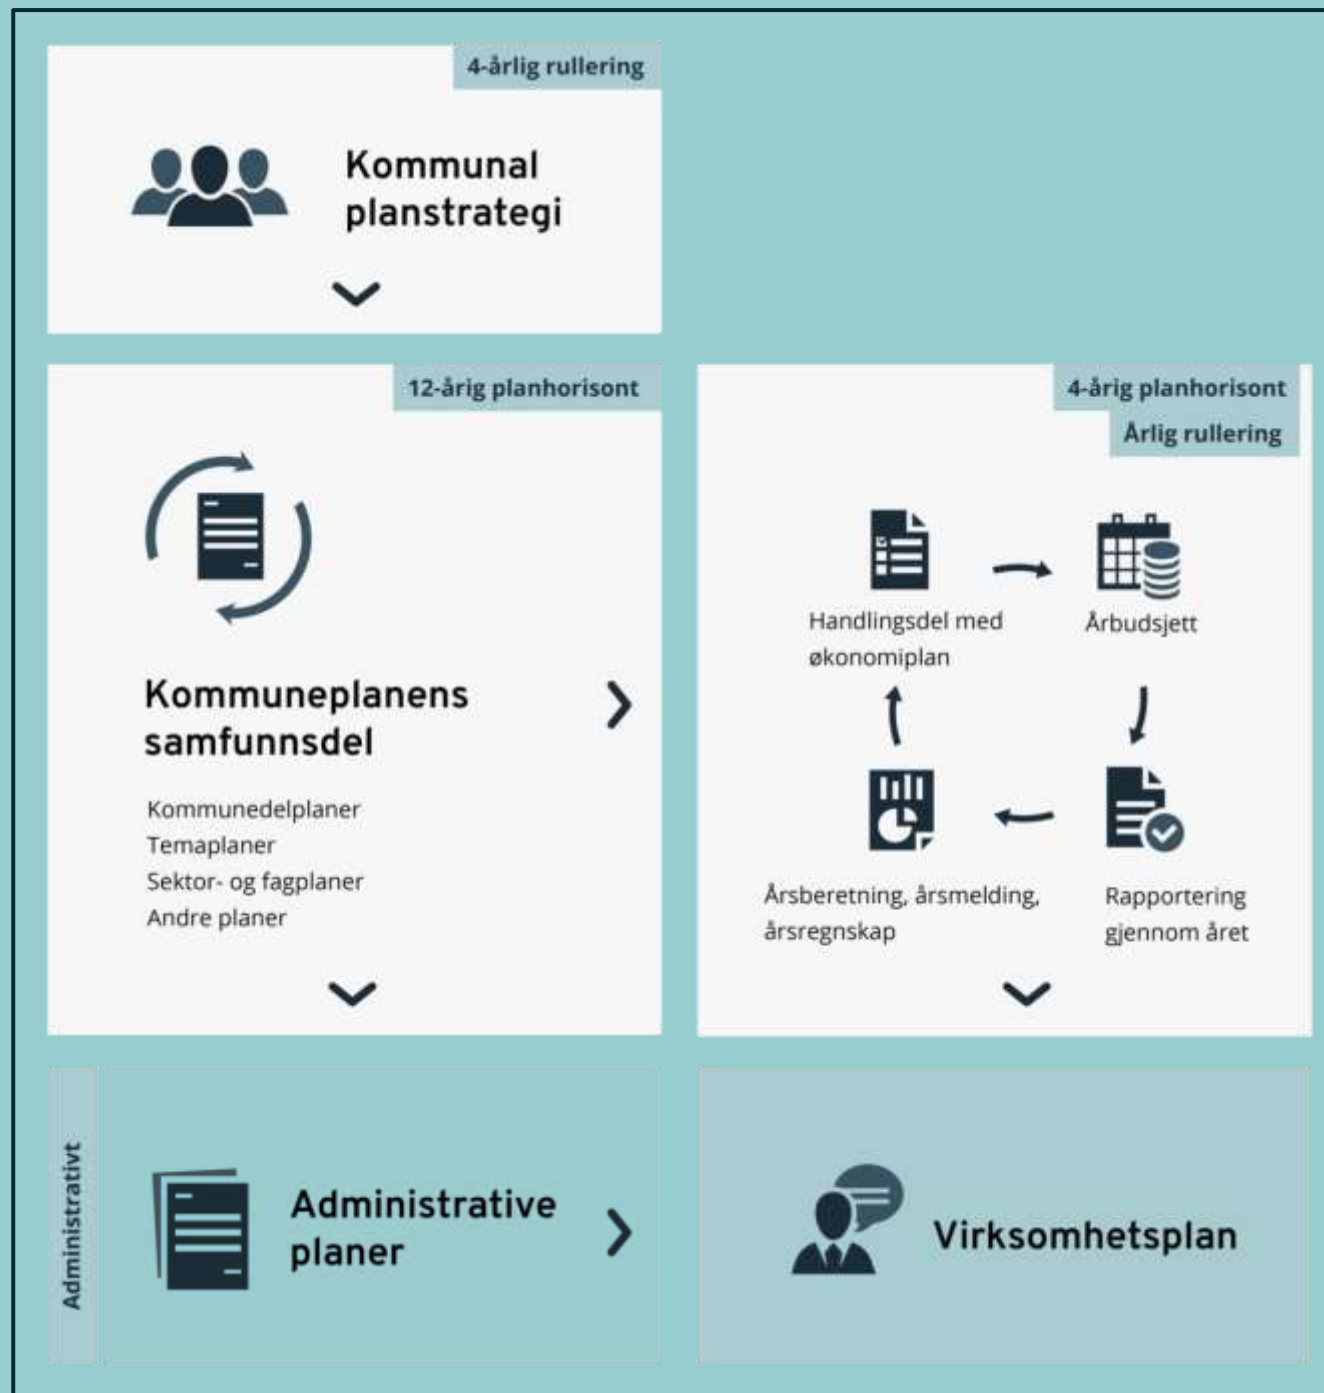 4-årlig rullering
Kommunal
planstrategi
12-årig planhorisont
Kommuneplanens
samfunnsdel
Kommunedelplaner
Temaplaner
Sektor- og fagplaner
Andre planer
4-årig planhorisont
Årlig rullering
Handlingsdel med
økonomiplan
Årbudsjett
Rapportering
gjennom året
Årsberetning, årsmelding,
årsregnskap
Administrativt
Administrative
planer
Virksomhetsplan